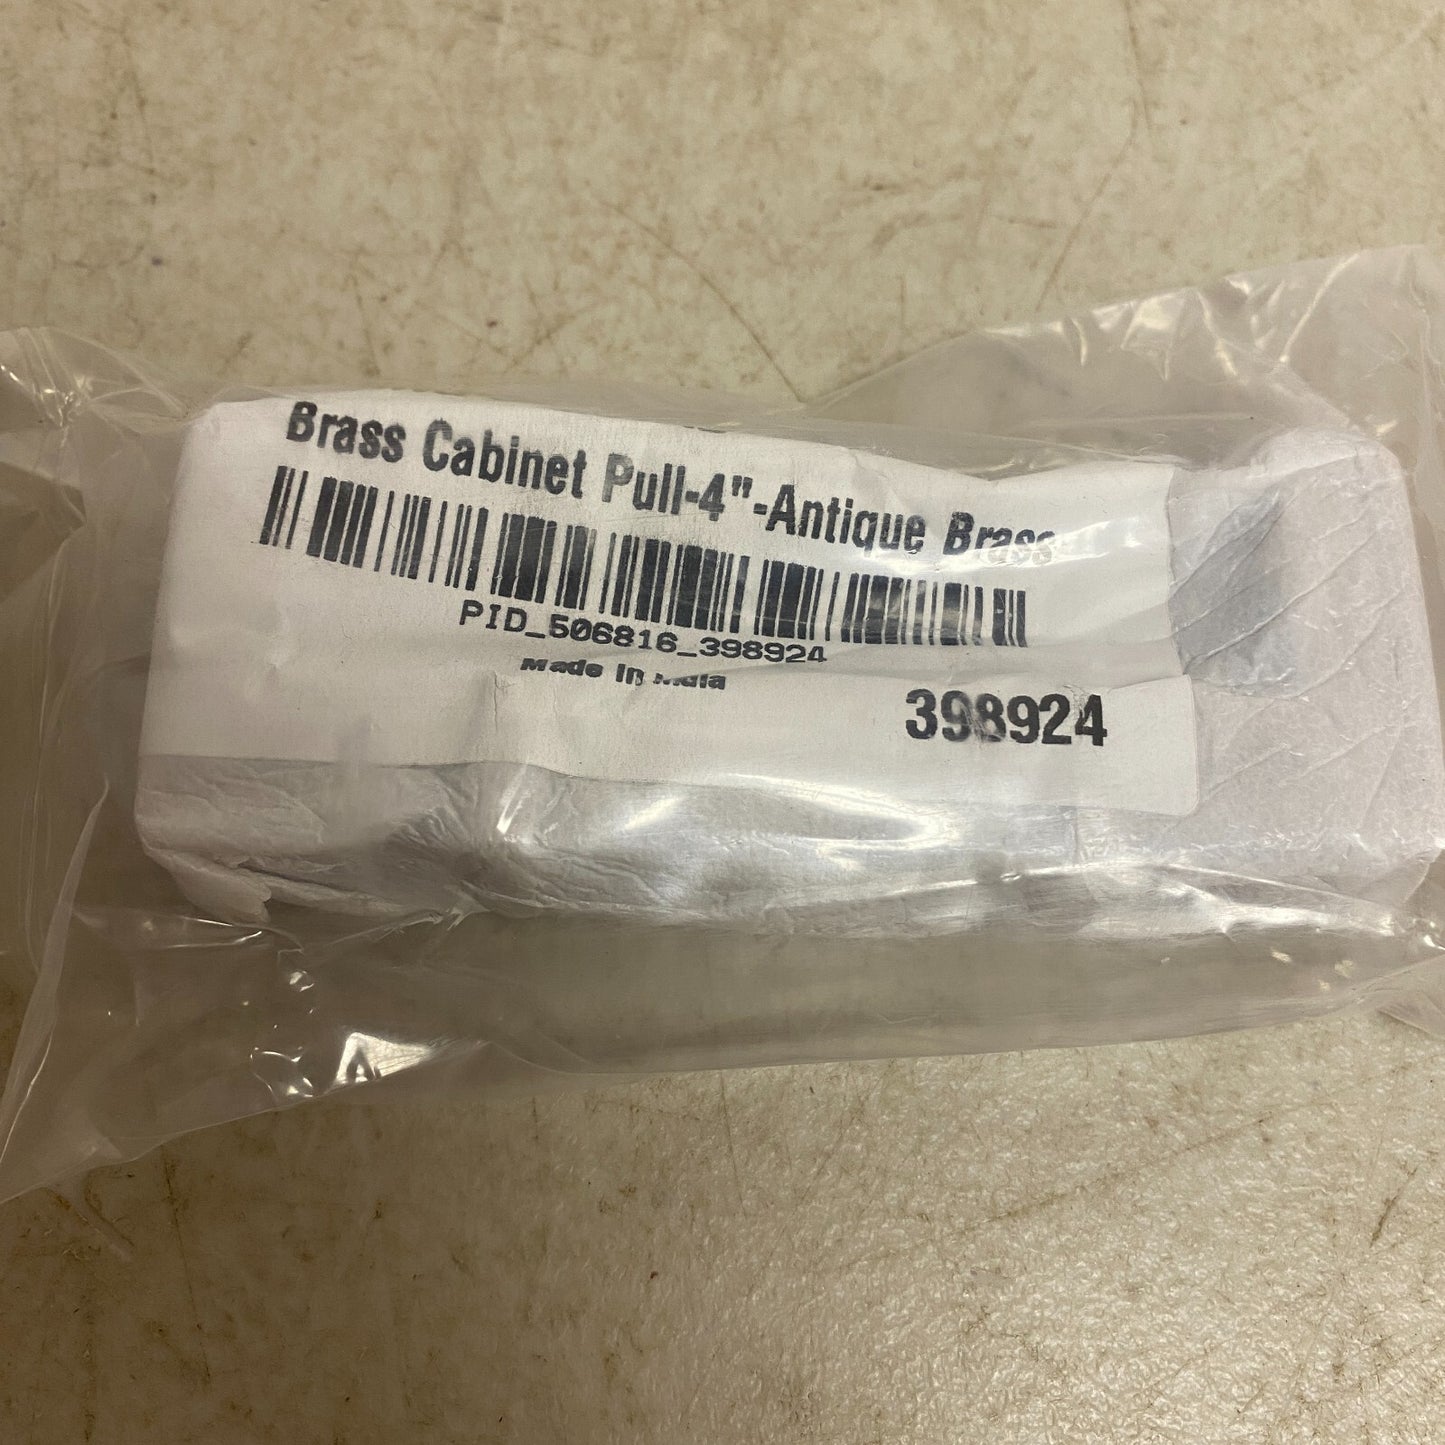 Brass Cabinet Pull-4"-Antique Brass
PID_506816_398924
Made in India
398924